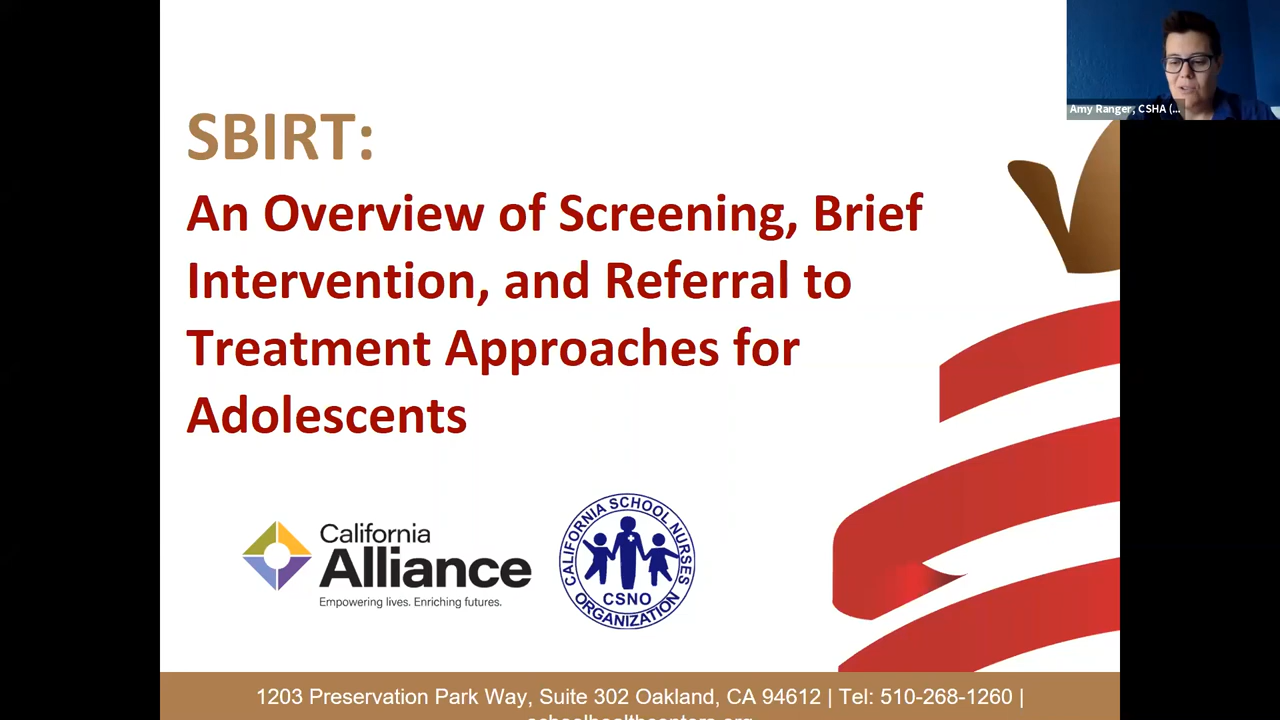 Amy Ranger, CSHA (...
SBIRT:
An Overview of Screening, Brief
Intervention, and Referral to
Treatment Approaches for
Adolescents
California
Alliance
Empowering lives. Enriching futures.
CALIFORNIA SCHOOL NURSES
CSNO
ORGANIZATION
1203 Preservation Park Way, Suite 302 Oakland, CA 94612 | Tel: 510-268-1260 |
schoolhealthcenters.org